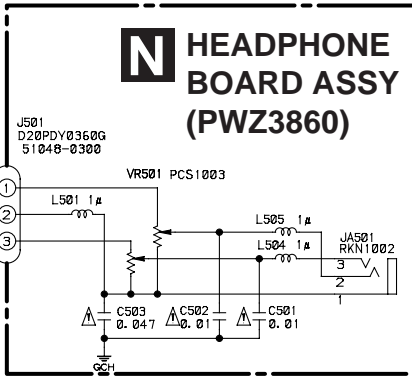 N HEADPHONE
BOARD ASSY
(PWZ3860)
J501
D20PDY0360G
51048-0300
VR501 PCS1003
1
L501 1μ
2
L505 1μ
JA501
RKN1002
3
L504 1μ
3
2
1
C503
0.047
C502
0.01
C501
0.01
GCH